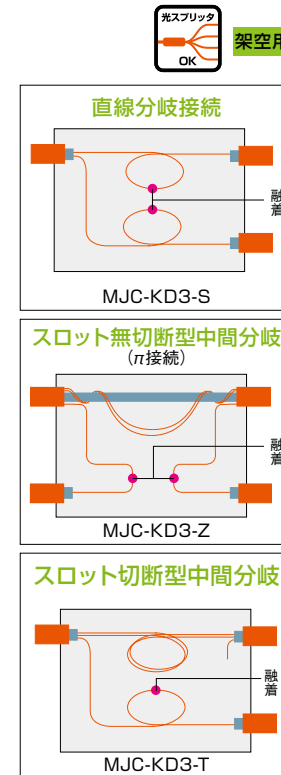 光スプリッタ
OK
架空用
直線分岐接続
融着
MJC-KD3-S
スロット無切断型中間分岐
（π接続）
融着
MJC-KD3-Z
スロット切断型中間分岐
融着
MJC-KD3-T